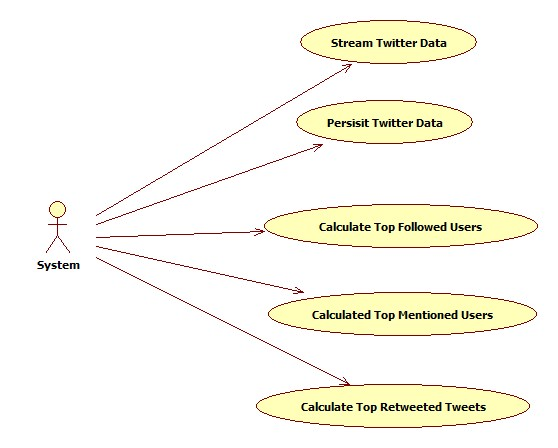 Stream Twitter Data
Persisit Twitter Data
Calculate Top Followed Users
System
Calculated Top Mentioned Users
Calculate Top Retweeted Tweets